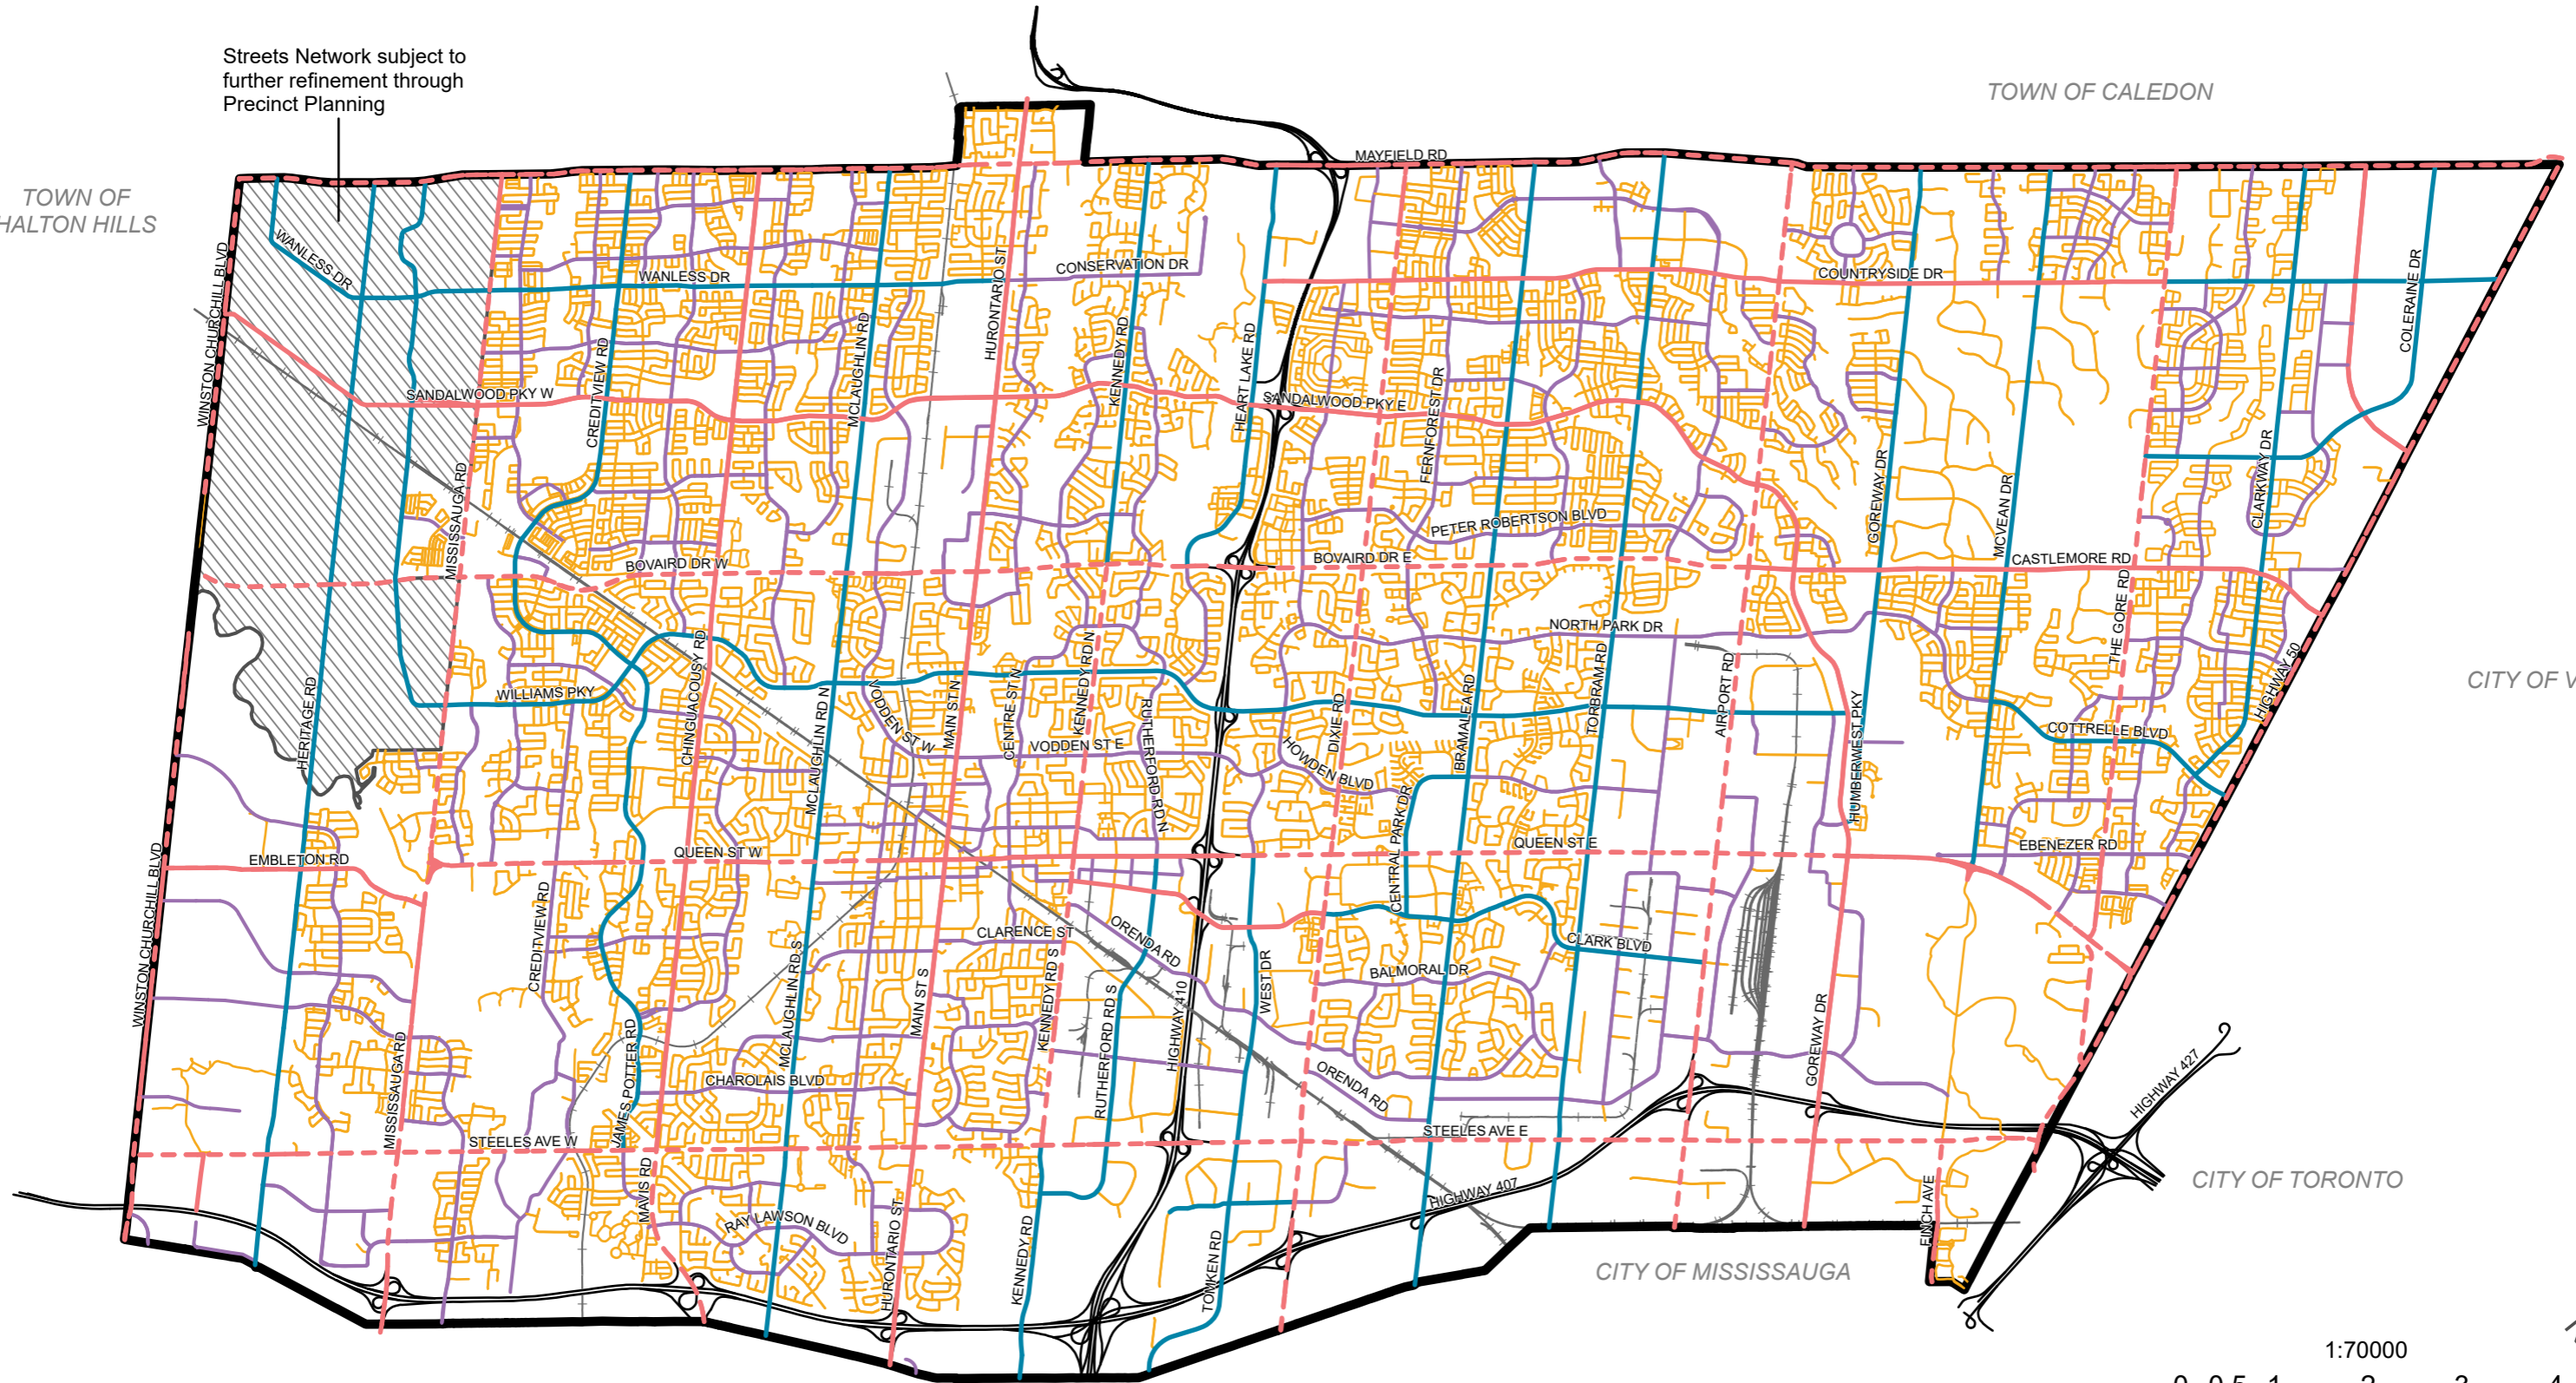 Streets Network subject to
further refinement through
Precinct Planning
TOWN OF CALEDON
TOWN OF
HALTON HILLS
MAYFIELD RD
WANLESS DR
WANLESS DR
CONSERVATION DR
COUNTRYSIDE DR
WINSTON CHURCHILL BLVD
HURONTARIO ST
COLERAINE DR
SANDALWOOD PKY W
CREDITVIEW RD
MCLAUGHLIN RD
KENNEDY RD
HEART LAKE RD
SANDALWOOD PKY E
FERNFOREST DR
MISSISSAUGA RD
GOREWAY DR
MCVEAN DR
CLARKWAY DR
PETER ROBERTSON BLVD
BOVAIRD DR W
BOVAIRD DR E
CASTLEMORE RD
THE GORE RD
NORTH PARK DR
HERITAGE RD
WILLIAMS PKY
CHINGUACOUSY RD
MCLAUGHLIN RD N
VODDEN ST W
MAIN ST N
CENTRE ST N
KENNEDY RD N
RUTHERFORD RD N
VODDEN ST E
HOWDEN BLVD
DIXIE RD
BRAMALEA RD
TORBRAM RD
AIRPORT RD
HUMBERWEST PKY
COTTRELLE BLVD
HIGHWAY 50
CITY OF V
CENTRAL PARK DR
EMBLETON RD
QUEEN ST W
QUEEN ST E
EBENEZER RD
WINSTON CHURCHILL BLVD
CREDITVIEW RD
MCLAUGHLIN RD S
CLARENCE ST
ORENDA RD
CLARK BLVD
BALMORAL DR
MAIN ST S
KENNEDY RD S
RUTHERFORD RD S
HIGHWAY 410
WEST DR
GOREWAY DR
MISSISSAUGA RD
JAMES POTTER RD
CHAROLAIS BLVD
ORENDA RD
HIGHWAY 427
STEELES AVE W
STEELES AVE E
MAVIS RD
RAY LAWSON BLVD
HURONTARIO ST
KENNEDY RD
TOMKEN RD
HIGHWAY 407
FINCH AVE
CITY OF TORONTO
CITY OF MISSISSAUGA
1:70000
0 0.5 1 2 3 4